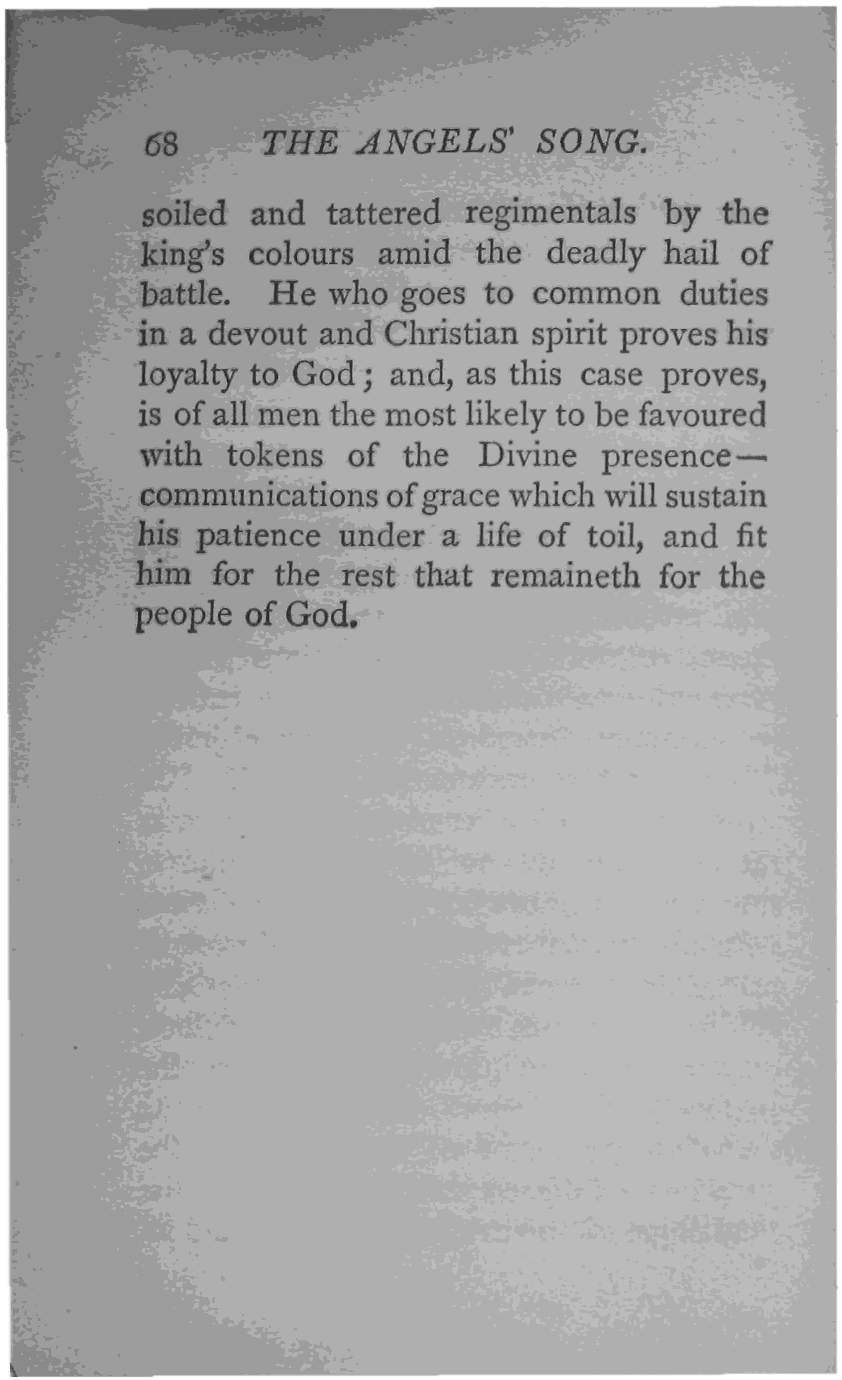 68 THE ANGELS' SONG.
soiled and tattered regimentals by the
king's colours amid the deadly hail of
battle. He who goes to common duties
in a devout and Christian spirit proves his
loyalty to God; and, as this case proves,
is of all men the most likely to be favoured
with tokens of the Divine presence—
communications of grace which will sustain
his patience under a life of toil, and fit
him for the rest that remaineth for the
people of God.